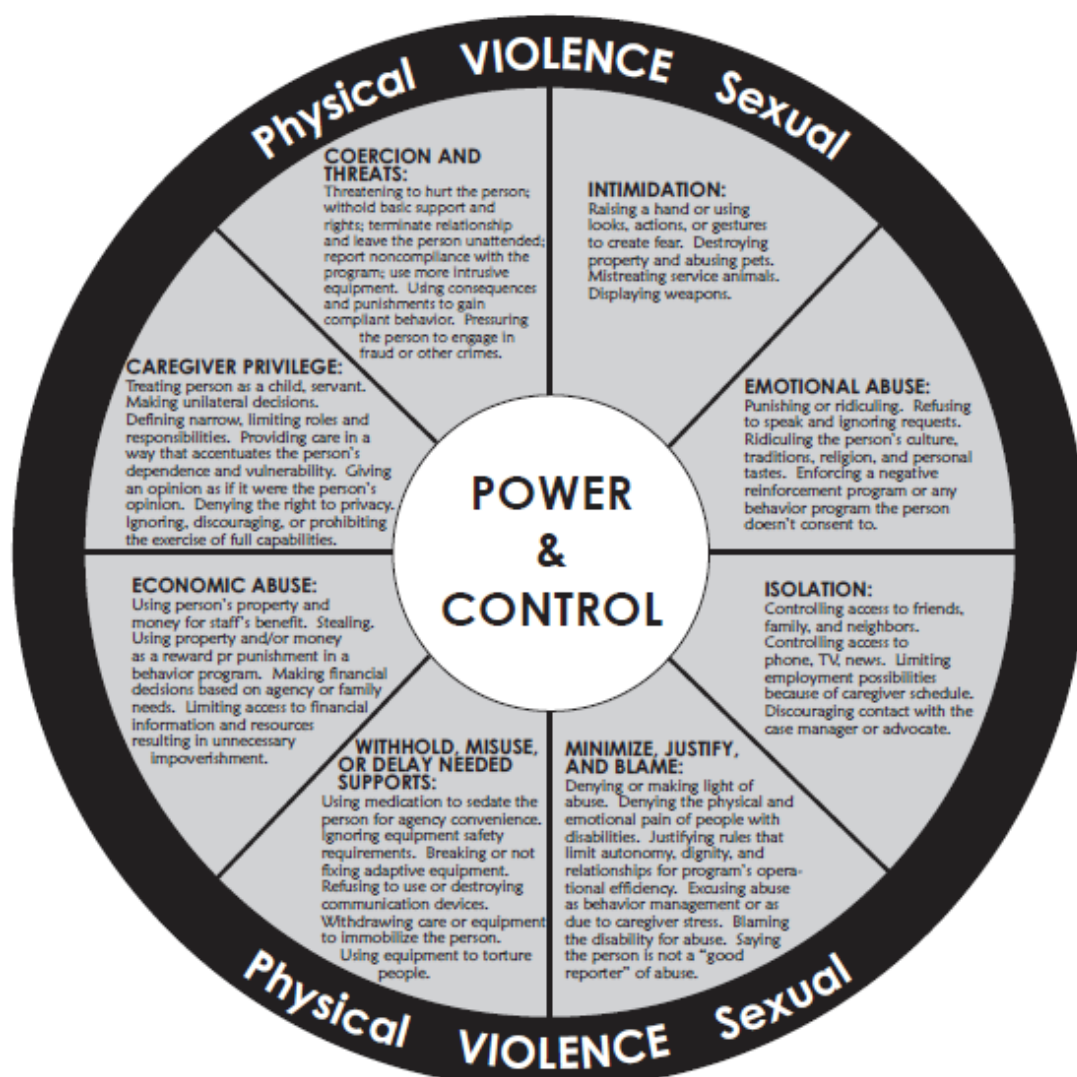 Physical VIOLENCE Sexual
COERCION AND
THREATS:
Threatening to hurt the person;
withold basic support and
rights; terminate relationship
and leave the person unattended;
report noncompliance with the
program; use more intrusive
equipment. Using consequences
and punishments to gain
compliant behavior. Pressuring
the person to engage in
fraud or other crimes.
INTIMIDATION:
Raising a hand or using
looks, actions, or gestures
to create fear. Destroying
property and abusing pets.
Mistreating service animals.
Displaying weapons.
CAREGIVER PRIVILEGE:
Treating person as a child, servant.
Making unilateral decisions.
Defining narrow, limiting roles and
responsibilities. Providing care in a
way that accentuates the person's
dependence and vulnerability. Giving
an opinion as if it were the person's
opinion. Denying the right to privacy.
Ignoring, discouraging, or prohibiting
the exercise of full capabilities.
EMOTIONAL ABUSE:
Punishing or ridiculing. Refusing
to speak and ignoring requests.
Ridiculing the person's culture,
traditions, religion, and personal
tastes. Enforcing a negative
reinforcement program or any
behavior program the person
doesn't consent to.
POWER
&
CONTROL
ECONOMIC ABUSE:
Using person's property and
money for staff's benefit. Stealing.
Using property and/or money
as a reward pr punishment in a
behavior program. Making financial
decisions based on agency or family
needs. Limiting access to financial
information and resources
resulting in unnecessary
impoverishment.
ISOLATION:
Controlling access to friends,
family, and neighbors.
Controlling access to
phone, TV, news. Limiting
employment possibilities
because of caregiver schedule.
Discouraging contact with the
case manager or advocate.
WITHHOLD, MISUSE,
OR DELAY NEEDED
SUPPORTS:
Using medication to sedate the
person for agency convenience.
Ignoring equipment safety
requirements. Breaking or not
fixing adaptive equipment.
Refusing to use or destroying
communication devices.
Withdrawing care or equipment
to immobilize the person.
Using equipment to torture
people.
MINIMIZE, JUSTIFY,
AND BLAME:
Denying or making light of
abuse. Denying the physical and
emotional pain of people with
disabilities. Justifying rules that
limit autonomy, dignity, and
relationships for program's opera-
tional efficiency. Excusing abuse
as behavior management or as
due to caregiver stress. Blaming
the disability for abuse. Saying
the person is not a "good
reporter" of abuse.
Physical VIOLENCE Sexual